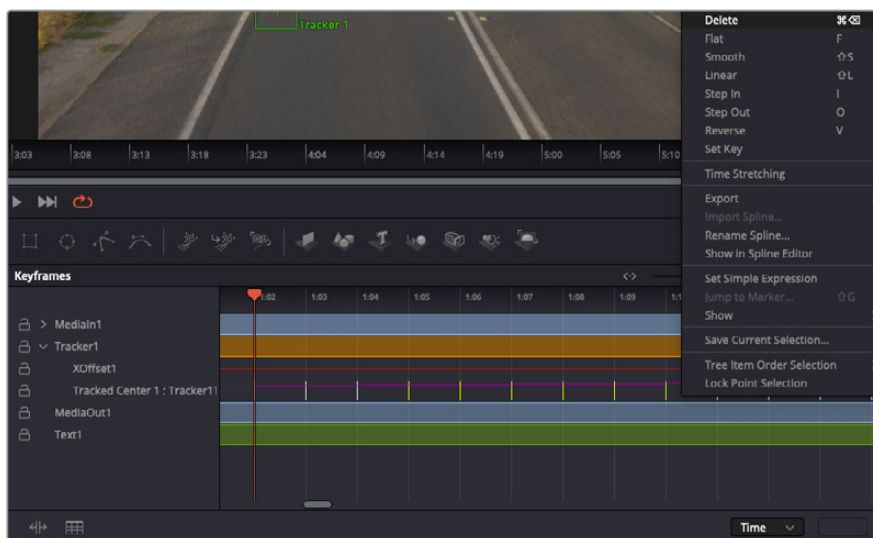 Tracker 1
Delete ⌘⌫
Flat F
Smooth ⇧S
Linear ⇧L
Step In I
Step Out O
Reverse V
Set Key
Time Stretching
Export
Import Spline...
Rename Spline...
Show in Spline Editor
Set Simple Expression
Jump to Marker... ⇧G
Show
Save Current Selection...
Tree Item Order Selection
Lock Point Selection
3:03 3:08 3:13 3:18 3:23 4:04 4:09 4:14 4:19 5:00 5:05 5:10
Keyframes
1:02 1:03 1:04 1:05 1:06 1:07 1:08 1:09
MediaIn1
Tracker1
XOffset1
Tracked Center 1 : Tracker1
MediaOut1
Text1
Time